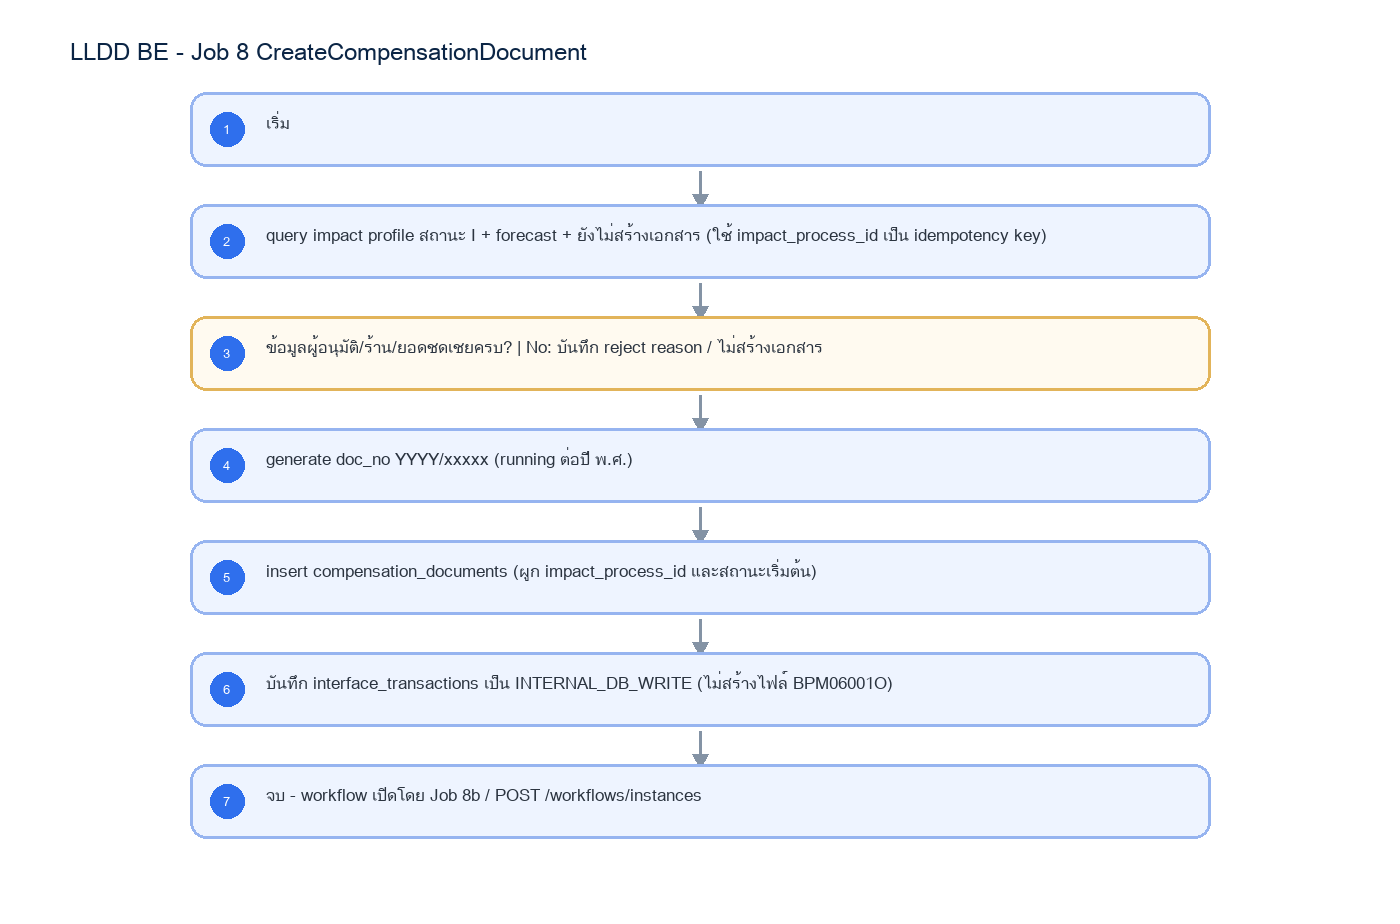 LLDD BE - Job 8 CreateCompensationDocument
1 เริ่ม
2 query impact profile สถานะ I + forecast + ยังไม่สร้างเอกสาร (ใช้ impact_process_id เป็น idempotency key)
3 ข้อมูลผู้อนุมัติ/ร้าน/ยอดชดเชยครบ? | No: บันทึก reject reason / ไม่สร้างเอกสาร
4 generate doc_no YYYY/xxxxx (running ต่อปี พ.ศ.)
5 insert compensation_documents (ผูก impact_process_id และสถานะเริ่มต้น)
6 บันทึก interface_transactions เป็น INTERNAL_DB_WRITE (ไม่สร้างไฟล์ BPM06001O)
7 จบ - workflow เปิดโดย Job 8b / POST /workflows/instances